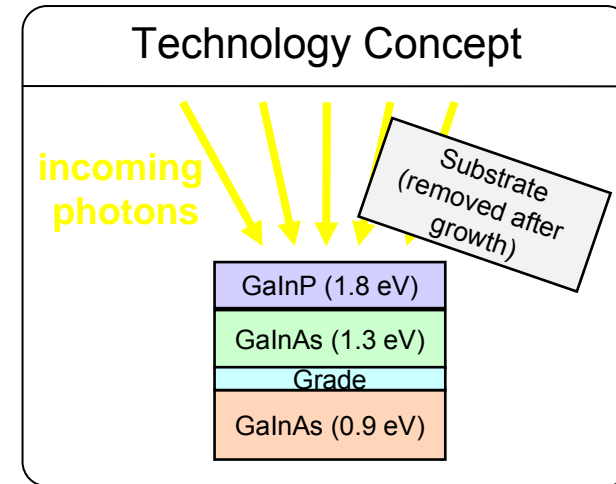 Technology Concept
incoming
photons
Substrate
(removed after
growth)
GaInP (1.8 eV)
GaInAs (1.3 eV)
Grade
GaInAs (0.9 eV)